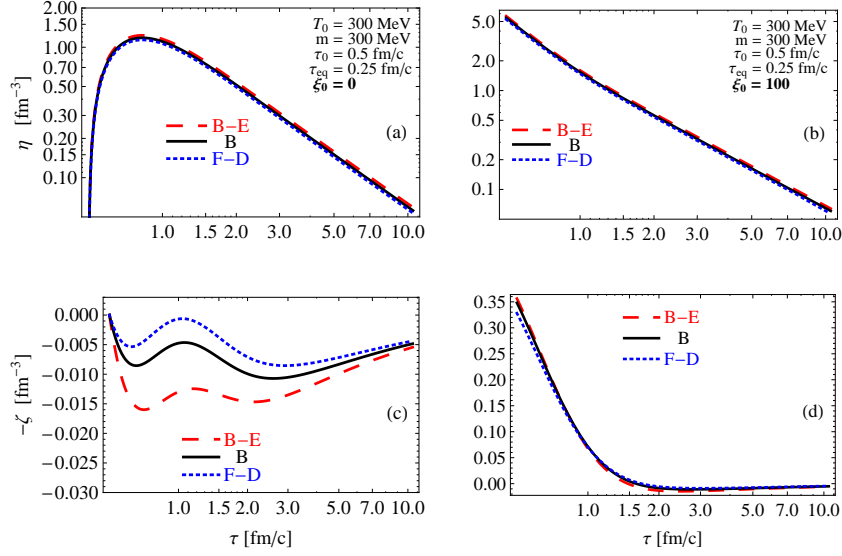 T₀ = 300 MeV
m = 300 MeV
τ₀ = 0.5 fm/c
τeq = 0.25 fm/c
ξ₀ = 0
2.00
1.50
1.00
0.70
0.50
0.30
0.20
0.15
0.10
η [fm⁻³]
B−E
B
F−D
(a)
1.0 1.5 2.0 3.0 5.0 7.0 10.0
T₀ = 300 MeV
m = 300 MeV
τ₀ = 0.5 fm/c
τeq = 0.25 fm/c
ξ₀ = 100
5.0
2.0
1.0
0.5
0.2
0.1
B−E
B
F−D
(b)
1.0 1.5 2.0 3.0 5.0 7.0 10.0
0.000
−0.005
−0.010
−0.015
−0.020
−0.025
−0.030
−ζ [fm⁻³]
(c)
B−E
B
F−D
1.0 1.5 2.0 3.0 5.0 7.0 10.0
τ [fm/c]
0.35
0.30
0.25
0.20
0.15
0.10
0.05
0.00
B−E
B
F−D
(d)
1.0 1.5 2.0 3.0 5.0 7.0 10.0
τ [fm/c]